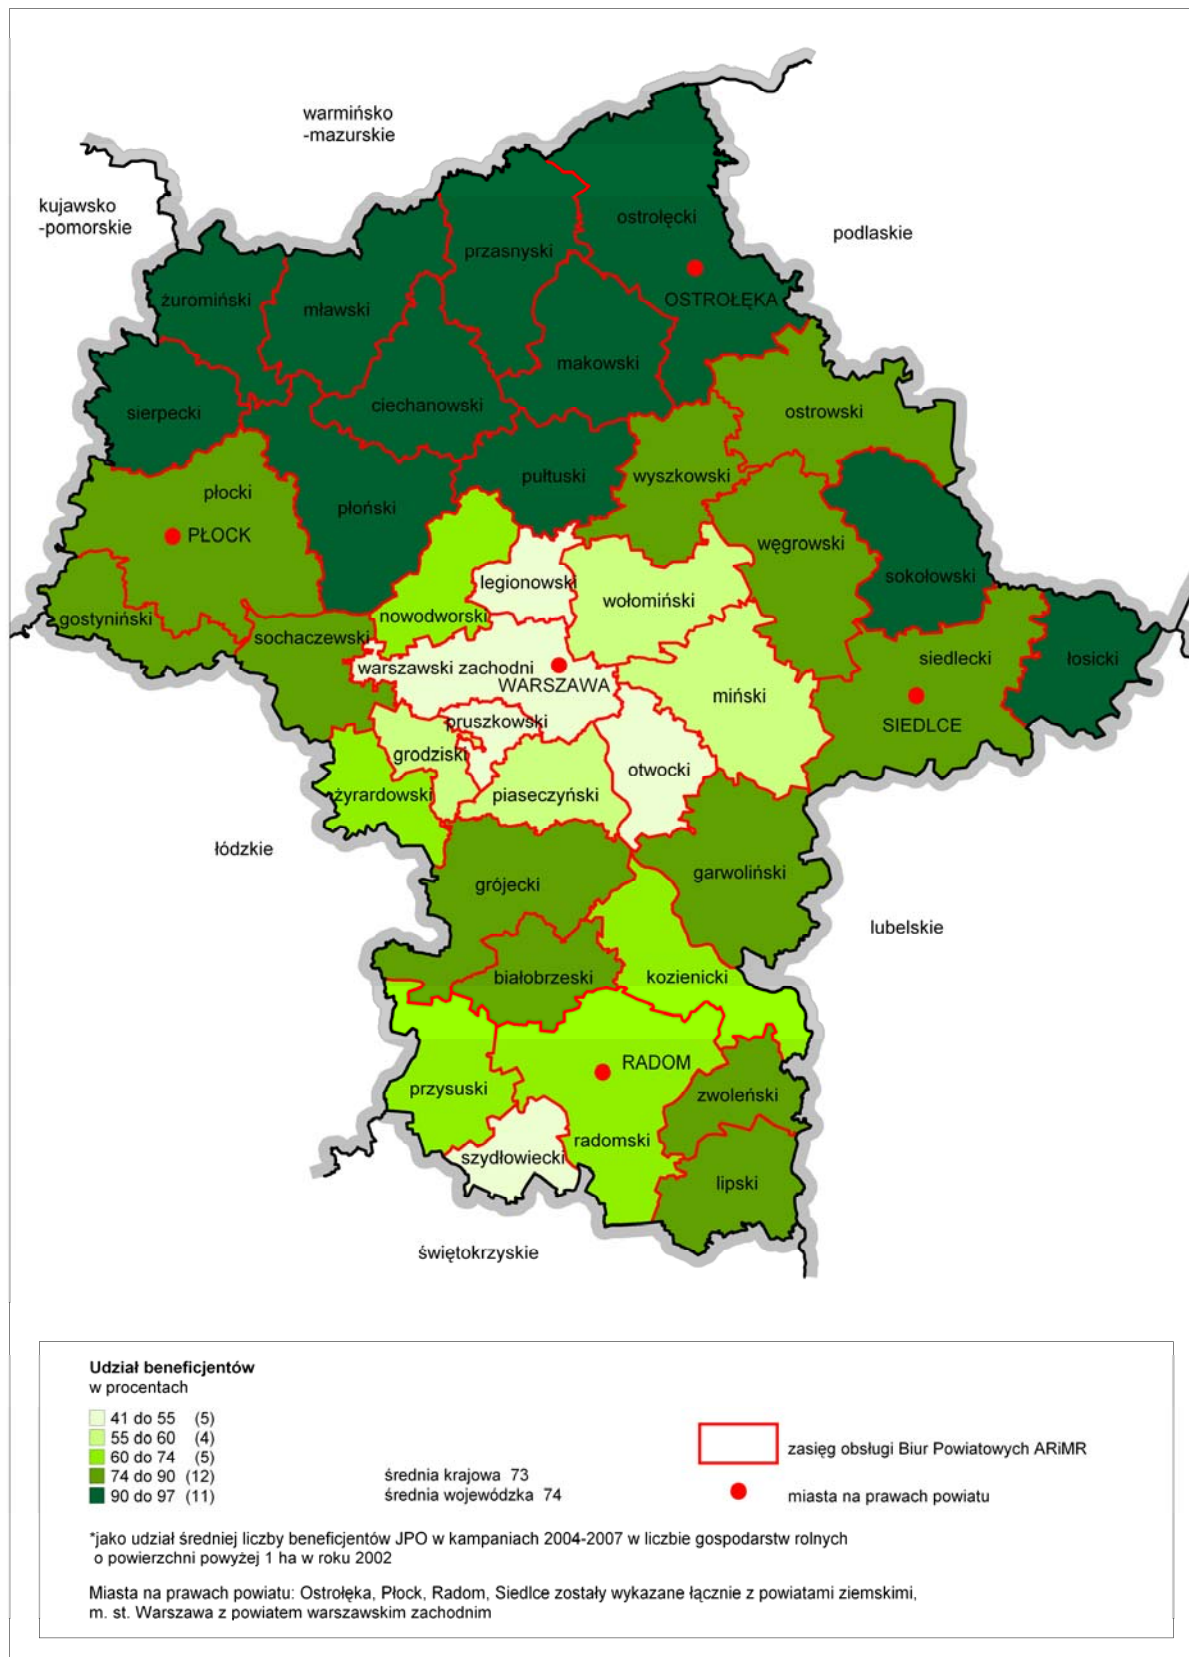 warmińsko
-mazurskie
kujawsko
-pomorskie
podlaskie
ostrołęcki
przasnyski
żuromiński
mławski
OSTROŁĘKA
makowski
ciechanowski
sierpecki
ostrowski
wyszkowski
pułtuski
płocki
płoński
PŁOCK
węgrowski
sokołowski
legionowski
wołomiński
nowodworski
gostyniński
sochaczewski
siedlecki
łosicki
warszawski zachodni
WARSZAWA
miński
SIEDLCE
pruszkowski
grodziski
otwocki
żyrardowski
piaseczyński
łódzkie
garwoliński
grójecki
lubelskie
białobrzeski
kozienicki
RADOM
przysuski
zwoleński
radomski
szydłowiecki
lipski
świętokrzyskie
Udział beneficjentów
w procentach
41 do 55 (5)
55 do 60 (4)
60 do 74 (5)
74 do 90 (12)
90 do 97 (11)
średnia krajowa 73
średnia wojewódzka 74
zasięg obsługi Biur Powiatowych ARiMR
miasta na prawach powiatu
*jako udział średniej liczby beneficjentów JPO w kampaniach 2004-2007 w liczbie gospodarstw rolnych
o powierzchni powyżej 1 ha w roku 2002
Miasta na prawach powiatu: Ostrołęka, Płock, Radom, Siedlce zostały wykazane łącznie z powiatami ziemskimi,
m. st. Warszawa z powiatem warszawskim zachodnim